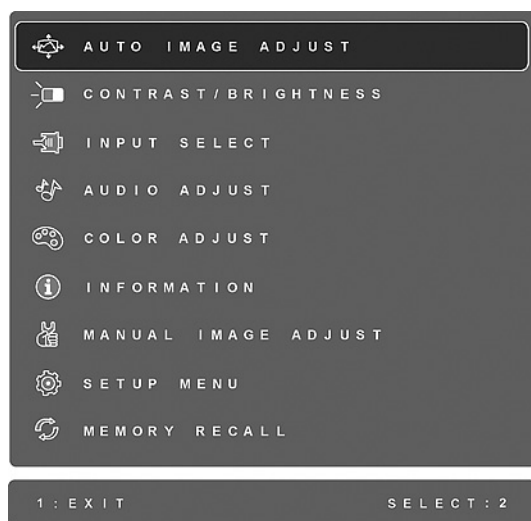 AUTO IMAGE ADJUST
CONTRAST/BRIGHTNESS
INPUT SELECT
AUDIO ADJUST
COLOR ADJUST
INFORMATION
MANUAL IMAGE ADJUST
SETUP MENU
MEMORY RECALL
1:EXIT SELECT:2